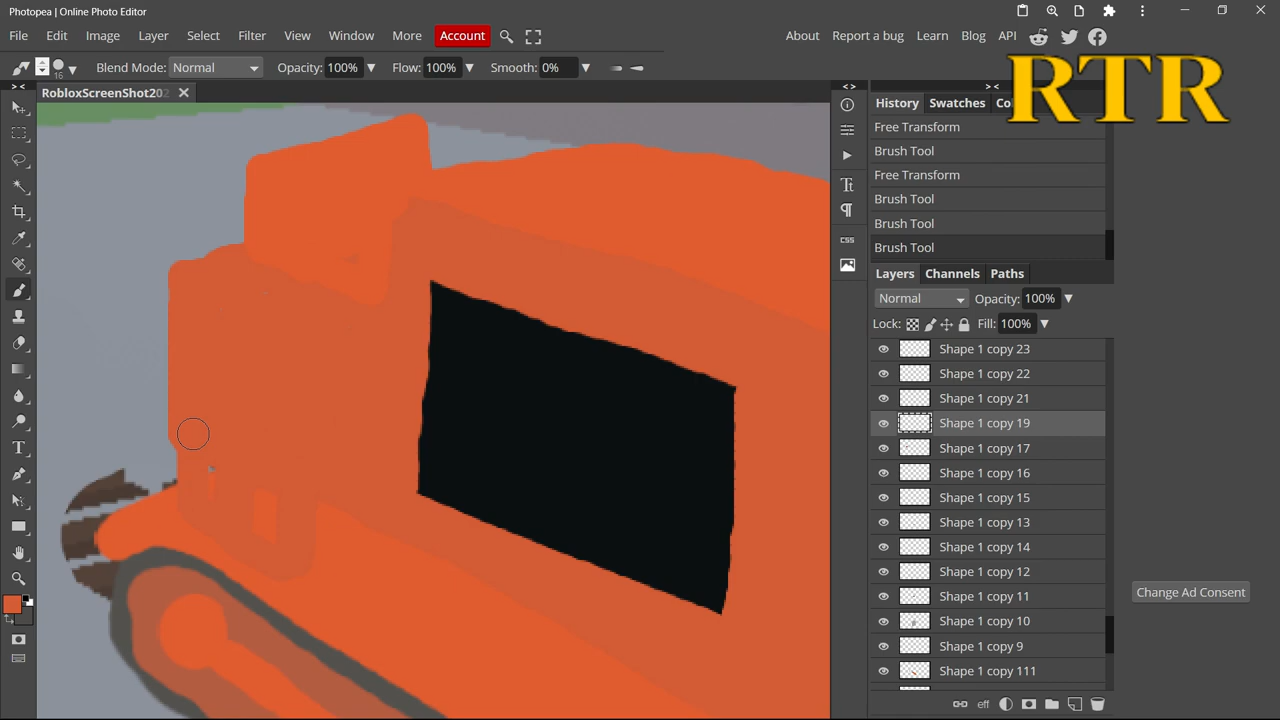 Photopea | Online Photo Editor
File Edit Image Layer Select Filter View Window More Account About Report a bug Learn Blog API
16 Blend Mode: Normal Opacity: 100% Flow: 100% Smooth: 0%
RTR
< > > <
> < RobloxScreenShot202
History Swatches Co
Free Transform
Brush Tool
Free Transform
Brush Tool
Brush Tool
Brush Tool
CSS
Layers Channels Paths
Normal Opacity: 100%
Lock: Fill: 100%
Shape 1 copy 23
Shape 1 copy 22
Shape 1 copy 21
Shape 1 copy 19
Shape 1 copy 17
Shape 1 copy 16
Shape 1 copy 15
Shape 1 copy 13
Shape 1 copy 14
Shape 1 copy 12
Shape 1 copy 11
Shape 1 copy 10
Shape 1 copy 9
Shape 1 copy 111
Change Ad Consent
eff